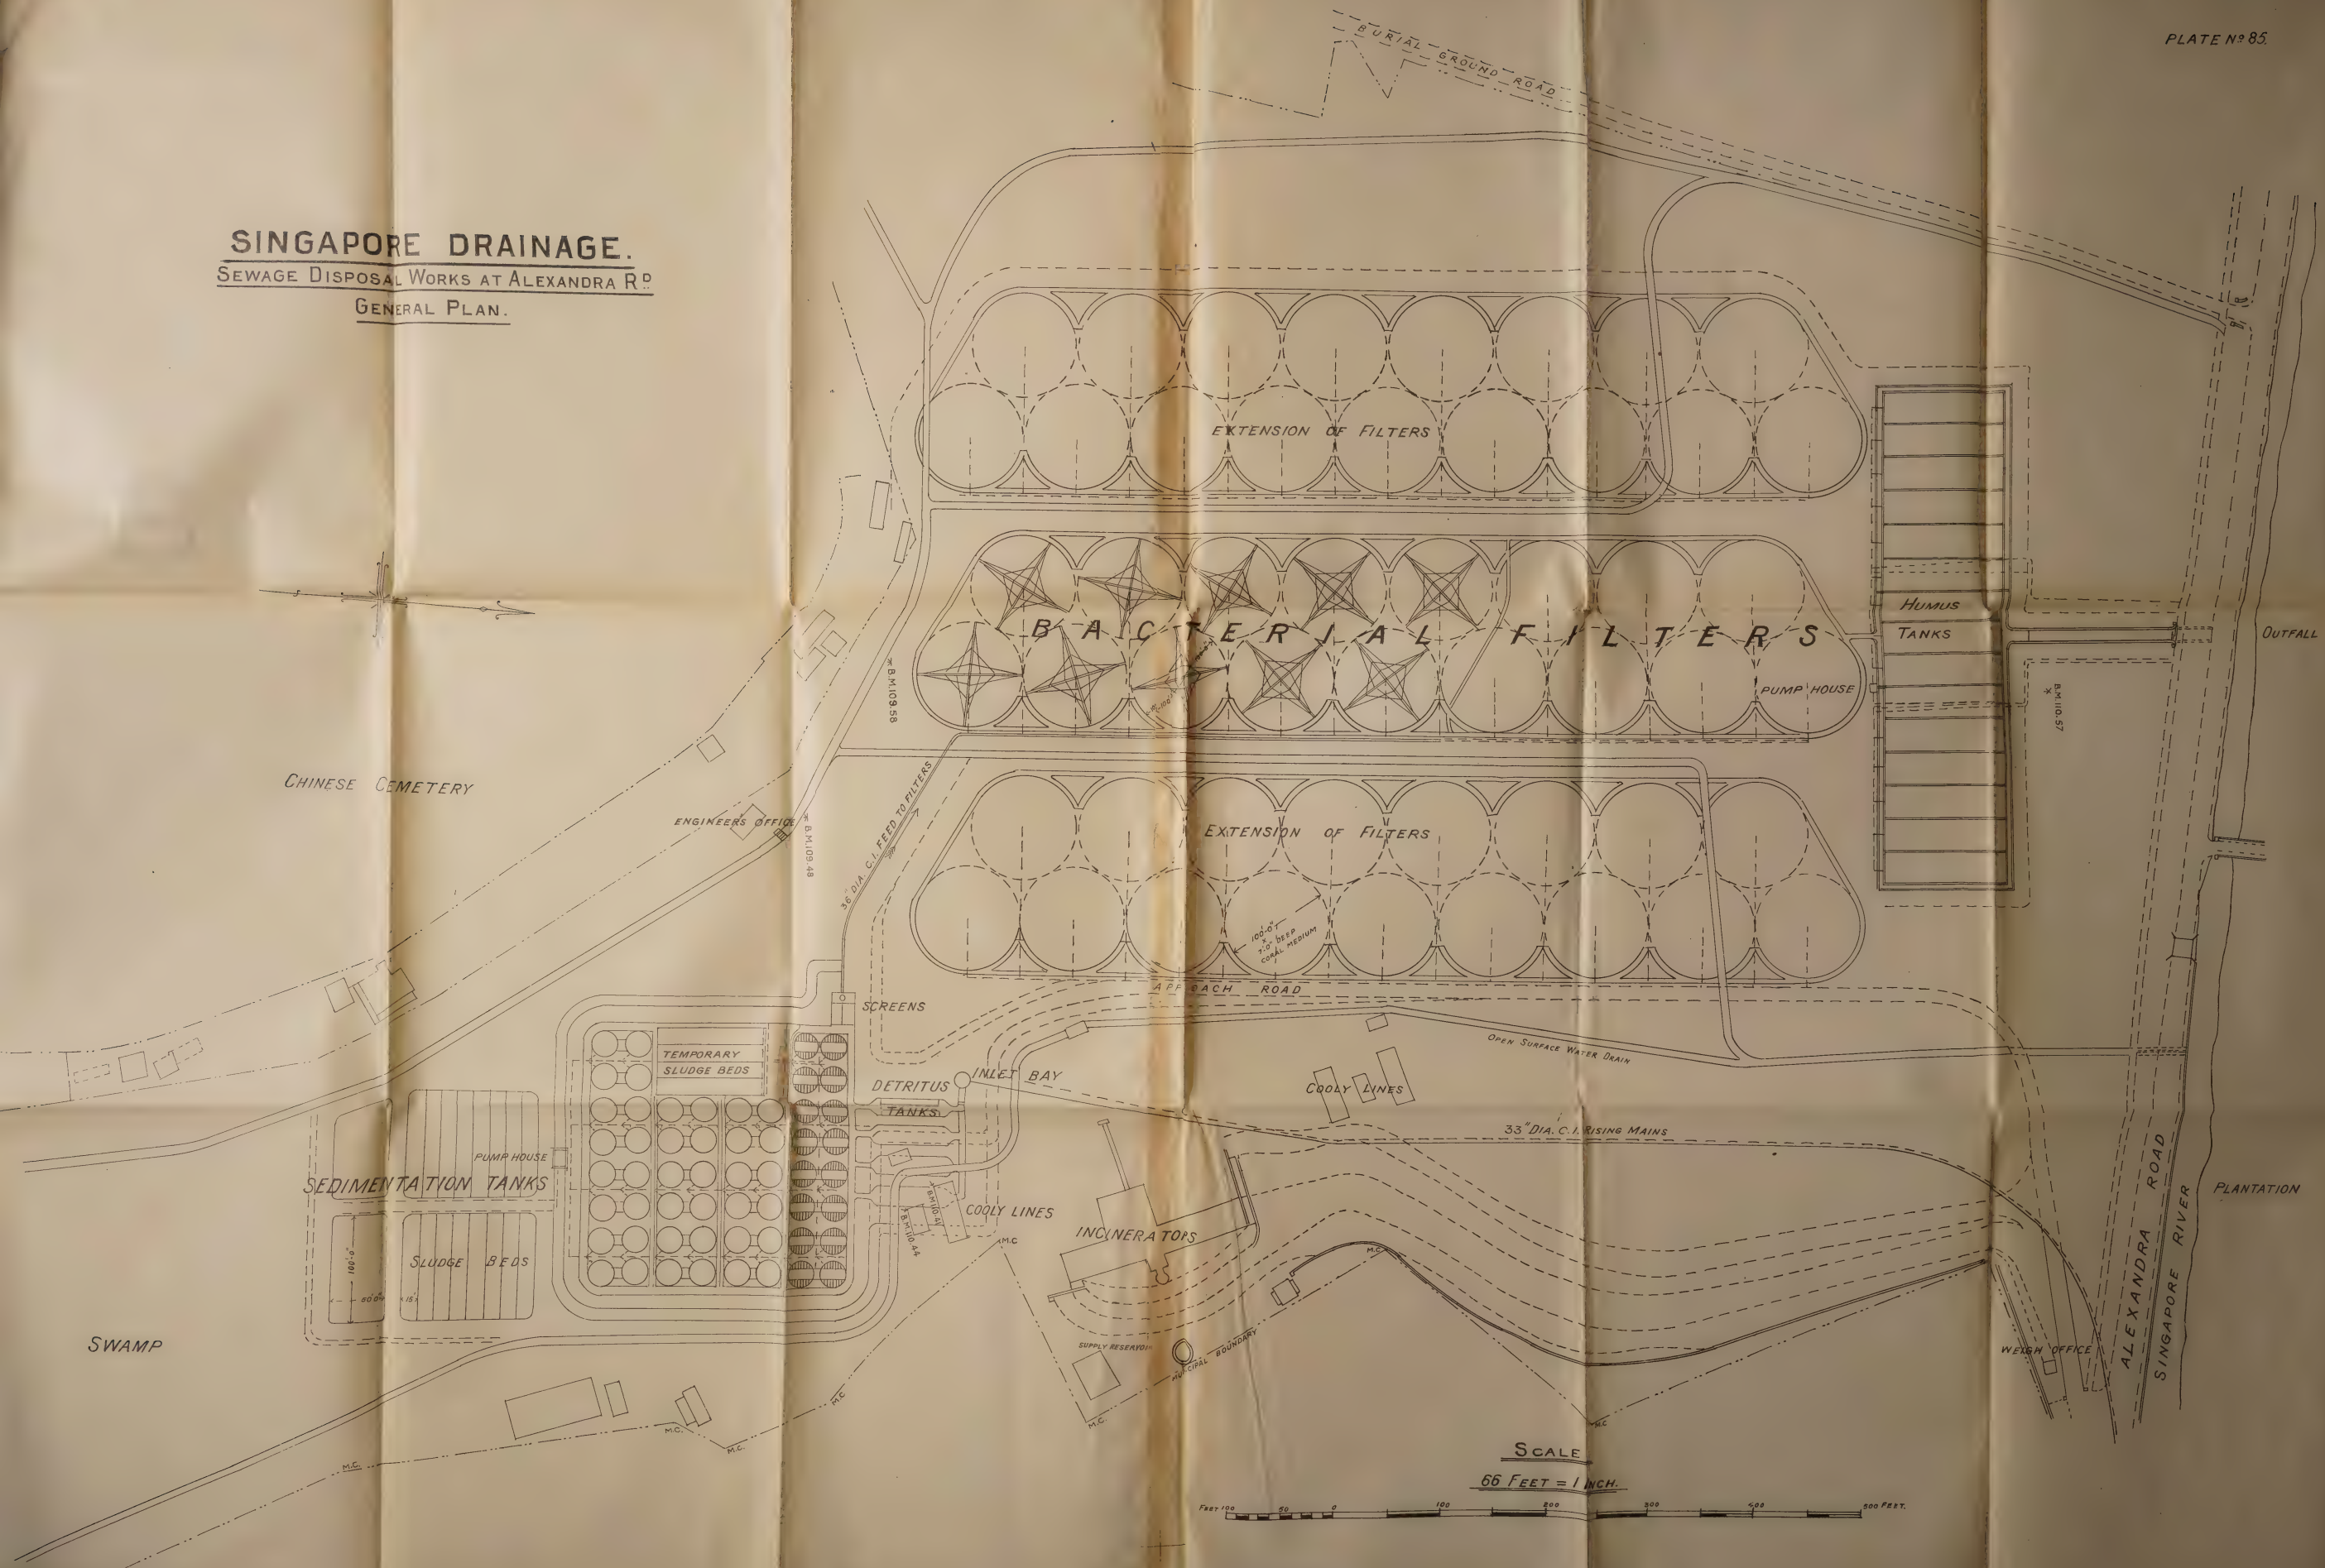 PLATE Nº 85.
BURIAL GROUND ROAD
SINGAPORE DRAINAGE.
SEWAGE DISPOSAL WORKS AT ALEXANDRA RD
GENERAL PLAN.
EXTENSION OF FILTERS
BACTERIAL FILTERS
HUMUS
TANKS
OUTFALL
PUMP HOUSE
B.M.109.58
B.M.110.57
CHINESE CEMETERY
ENGINEERS OFFICE
B.M.109.48
36" DIA. C.I. FEED TO FILTERS
EXTENSION OF FILTERS
100'-0"
X
7'-0" DEEP
CORAL MEDIUM
APPROACH ROAD
SCREENS
OPEN SURFACE WATER DRAIN
TEMPORARY
SLUDGE BEDS
DETRITUS
TANKS
INLET BAY
COOLY LINES
33" DIA. C.I. RISING MAINS
PUMP HOUSE
SEDIMENTATION TANKS
COOLY LINES
B.M.110.44
INCINERATORS
PLANTATION
ALEXANDRA ROAD
SINGAPORE RIVER
SLUDGE BEDS
100'-0"
15'
M.C.
M.C.
SWAMP
SUPPLY RESERVOIR
MUNICIPAL BOUNDARY
WEIGH OFFICE
M.C.
M.C.
M.C.
M.C.
M.C.
M.C.
SCALE
66 FEET = 1 INCH.
FEET 100 50 0 100 200 300 400 500 FEET.